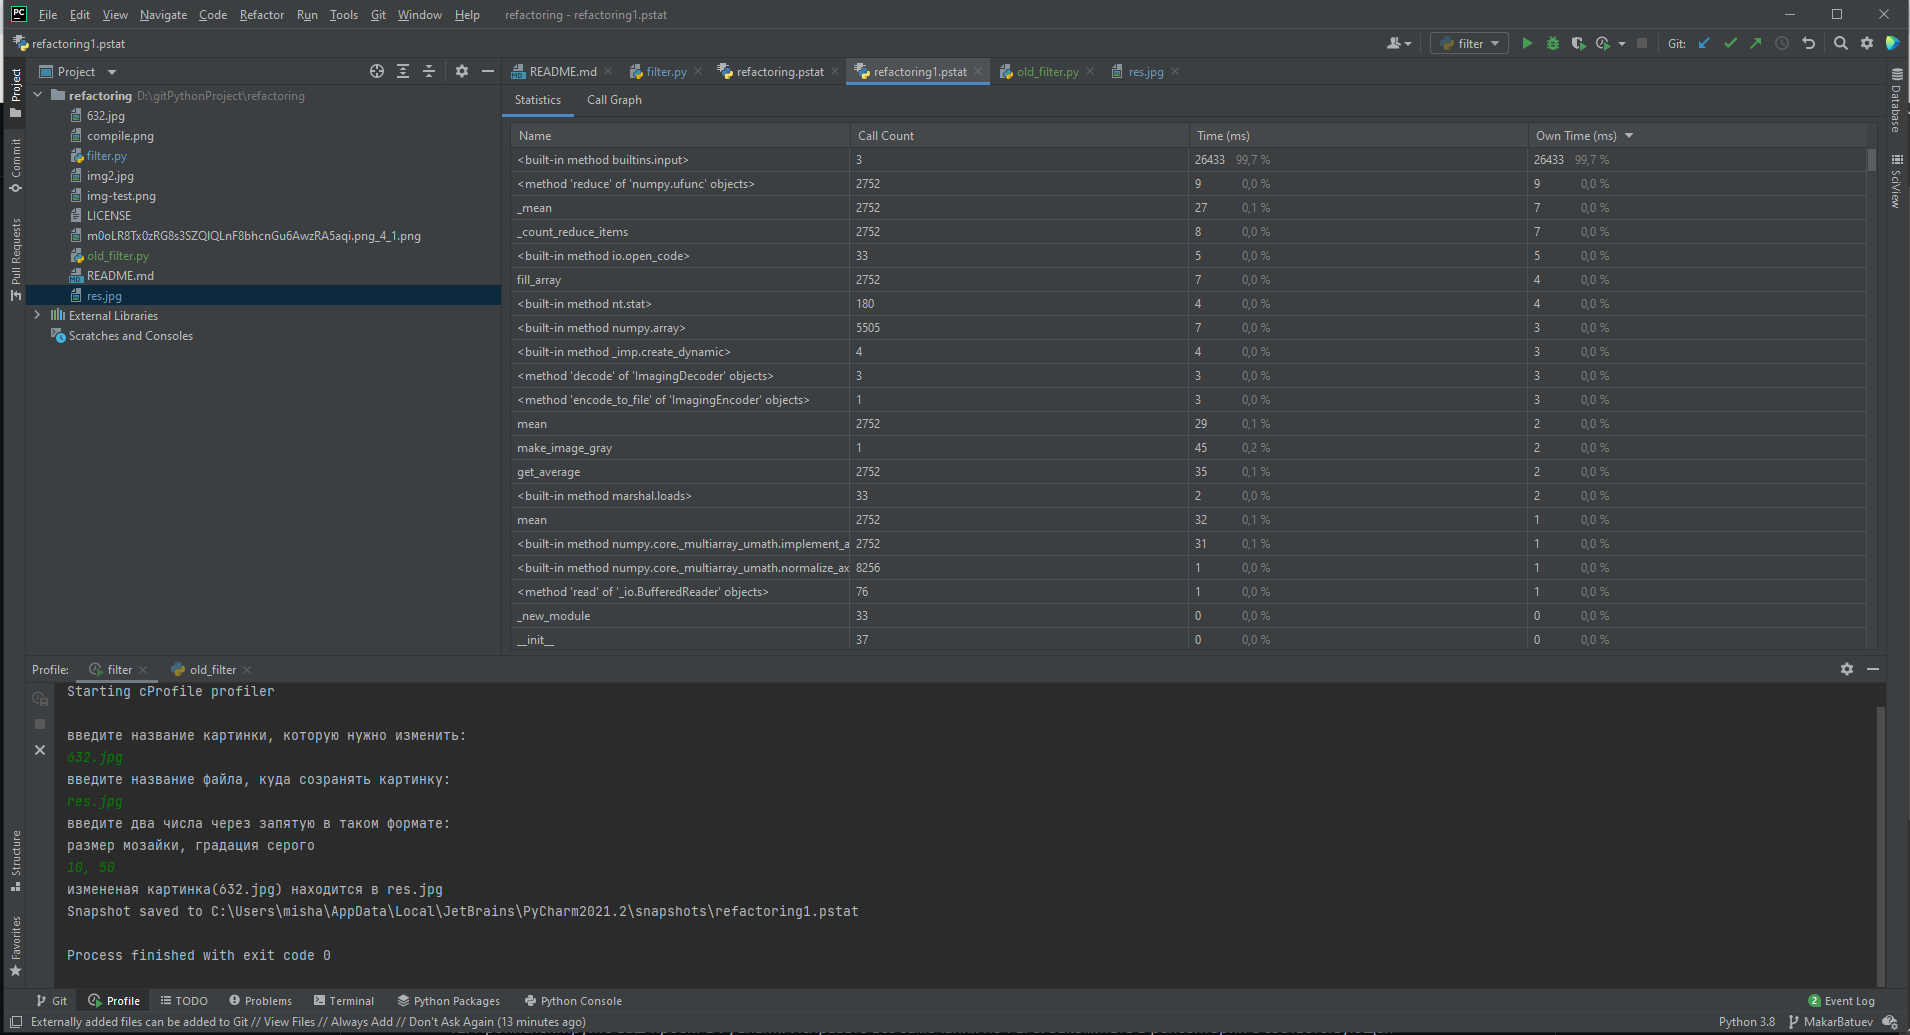 PC File Edit View Navigate Code Refactor Run Tools Git Window Help refactoring - refactoring1.pstat
refactoring1.pstat
filter Git:
Project
README.md filter.py refactoring.pstat refactoring1.pstat old_filter.py res.jpg
Statistics Call Graph
Project
Commit
Pull Requests
Structure
Favorites
refactoring D:\gitPythonProject\refactoring
632.jpg
compile.png
filter.py
img2.jpg
img-test.png
LICENSE
m0oLR8Tx0zRG8s3SZQIQLnF8bhcnGu6AwzRA5aqi.png_4_1.png
old_filter.py
README.md
res.jpg
External Libraries
Scratches and Consoles
Name Call Count Time (ms) Own Time (ms)
<built-in method builtins.input> 3 26433 99,7 % 26433 99,7 %
<method 'reduce' of 'numpy.ufunc' objects> 2752 9 0,0 % 9 0,0 %
_mean 2752 27 0,1 % 7 0,0 %
_count_reduce_items 2752 8 0,0 % 7 0,0 %
<built-in method io.open_code> 33 5 0,0 % 5 0,0 %
fill_array 2752 7 0,0 % 4 0,0 %
<built-in method nt.stat> 180 4 0,0 % 4 0,0 %
<built-in method numpy.array> 5505 7 0,0 % 3 0,0 %
<built-in method _imp.create_dynamic> 4 4 0,0 % 3 0,0 %
<method 'decode' of 'ImagingDecoder' objects> 3 3 0,0 % 3 0,0 %
<method 'encode_to_file' of 'ImagingEncoder' objects> 1 3 0,0 % 3 0,0 %
mean 2752 29 0,1 % 2 0,0 %
make_image_gray 1 45 0,2 % 2 0,0 %
get_average 2752 35 0,1 % 2 0,0 %
<built-in method marshal.loads> 33 2 0,0 % 2 0,0 %
mean 2752 32 0,1 % 1 0,0 %
<built-in method numpy.core._multiarray_umath.implement_a 2752 31 0,1 % 1 0,0 %
<built-in method numpy.core._multiarray_umath.normalize_ax 8256 1 0,0 % 1 0,0 %
<method 'read' of '_io.BufferedReader' objects> 76 1 0,0 % 1 0,0 %
_new_module 33 0 0,0 % 0 0,0 %
__init__ 37 0 0,0 % 0 0,0 %
Database
SciView
Profile: filter old_filter
Starting cProfile profiler
введите название картинки, которую нужно изменить:
632.jpg
введите название файла, куда созранять картинку:
res.jpg
введите два числа через запятую в таком формате:
размер мозайки, градация серого
10, 50
измененая картинка(632.jpg) находится в res.jpg
Snapshot saved to C:\Users\misha\AppData\Local\JetBrains\PyCharm2021.2\snapshots\refactoring1.pstat
Process finished with exit code 0
Git Profile TODO Problems Terminal Python Packages Python Console 2 Event Log
Externally added files can be added to Git // View Files // Always Add // Don't Ask Again (13 minutes ago) Python 3.8 MakarBatuev